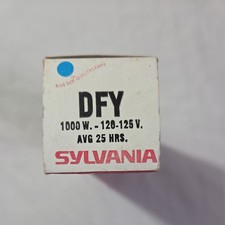 DFY
1000 W. - 120-125 V.
AVG 25 HRS.
SYLVANIA